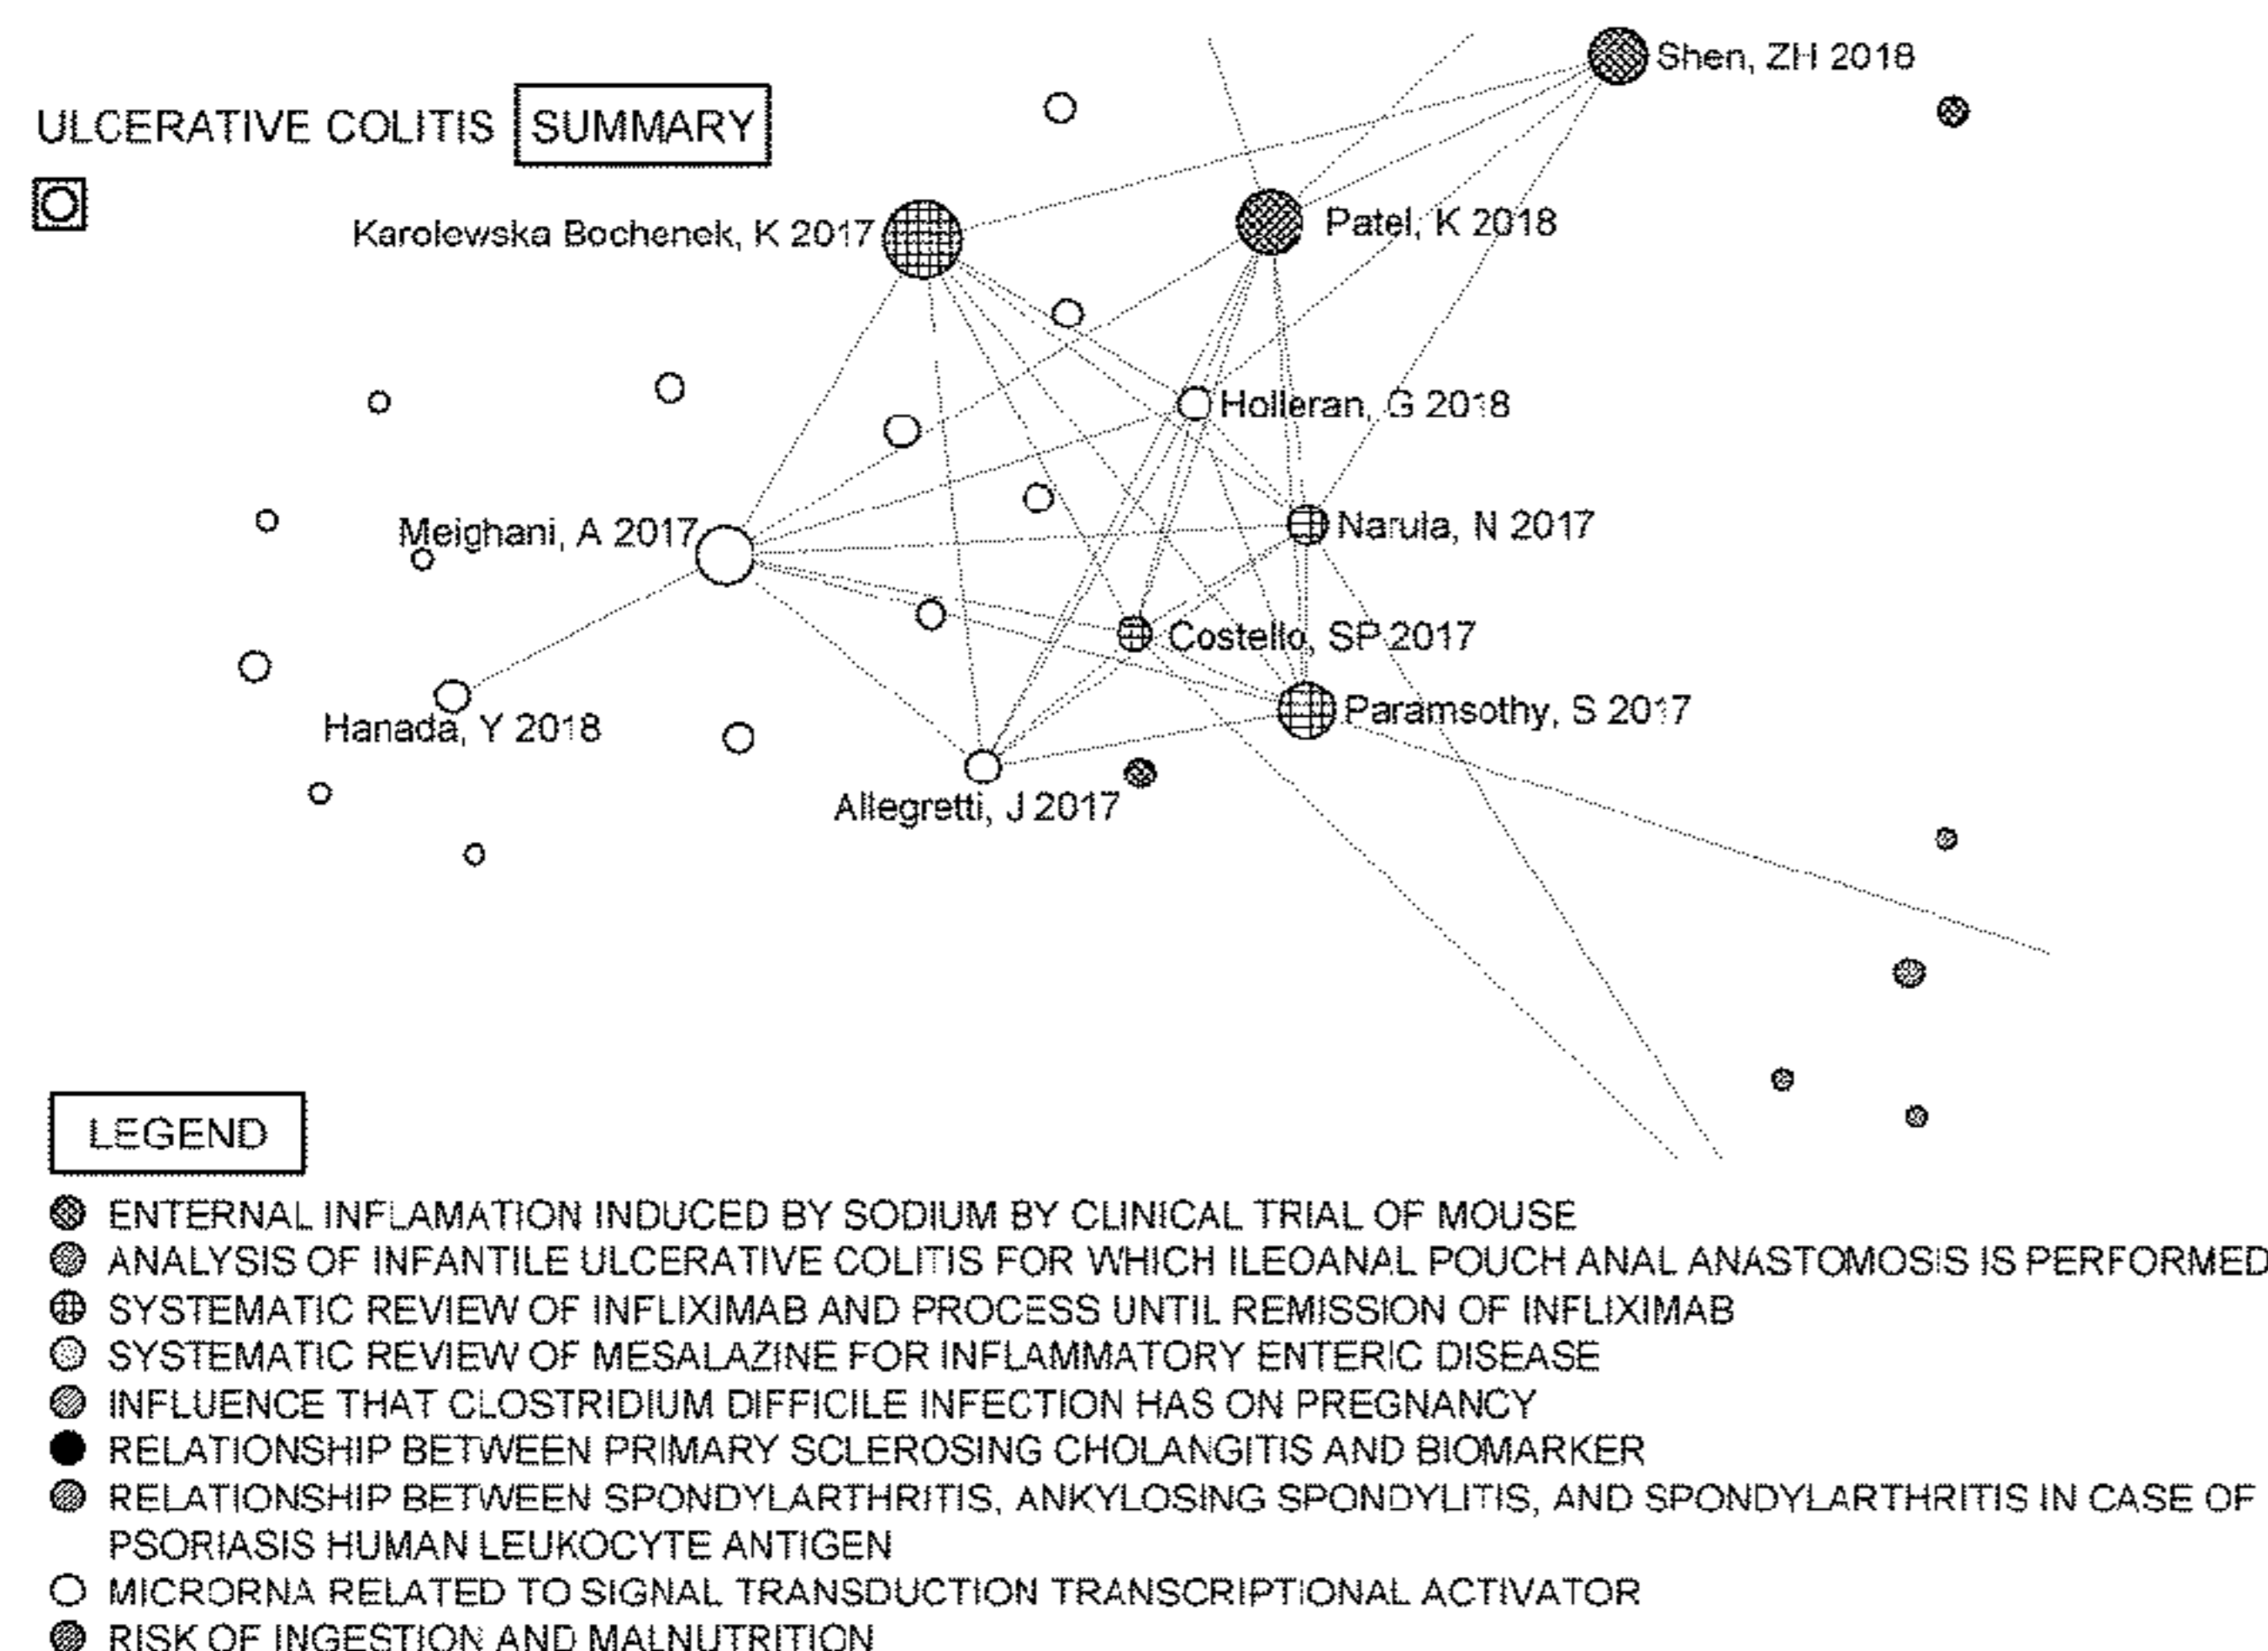 Shen, ZH 2018
ULCERATIVE COLITIS SUMMARY
Karolewska Bochenek, K 2017
Patel, K 2018
Holleran, G 2018
Meighani, A 2017
Narula, N 2017
Costello, SP 2017
Hanada, Y 2018
Paramsothy, S 2017
Allegretti, J 2017
LEGEND
ENTERNAL INFLAMATION INDUCED BY SODIUM BY CLINICAL TRIAL OF MOUSE
ANALYSIS OF INFANTILE ULCERATIVE COLITIS FOR WHICH ILEOANAL POUCH ANAL ANASTOMOSIS IS PERFORMED
SYSTEMATIC REVIEW OF INFLIXIMAB AND PROCESS UNTIL REMISSION OF INFLIXIMAB
SYSTEMATIC REVIEW OF MESALAZINE FOR INFLAMMATORY ENTERIC DISEASE
INFLUENCE THAT CLOSTRIDIUM DIFFICILE INFECTION HAS ON PREGNANCY
RELATIONSHIP BETWEEN PRIMARY SCLEROSING CHOLANGITIS AND BIOMARKER
RELATIONSHIP BETWEEN SPONDYLARTHRITIS, ANKYLOSING SPONDYLITIS, AND SPONDYLARTHRITIS IN CASE OF
PSORIASIS HUMAN LEUKOCYTE ANTIGEN
MICRORNA RELATED TO SIGNAL TRANSDUCTION TRANSCRIPTIONAL ACTIVATOR
RISK OF INGESTION AND MALNUTRITION